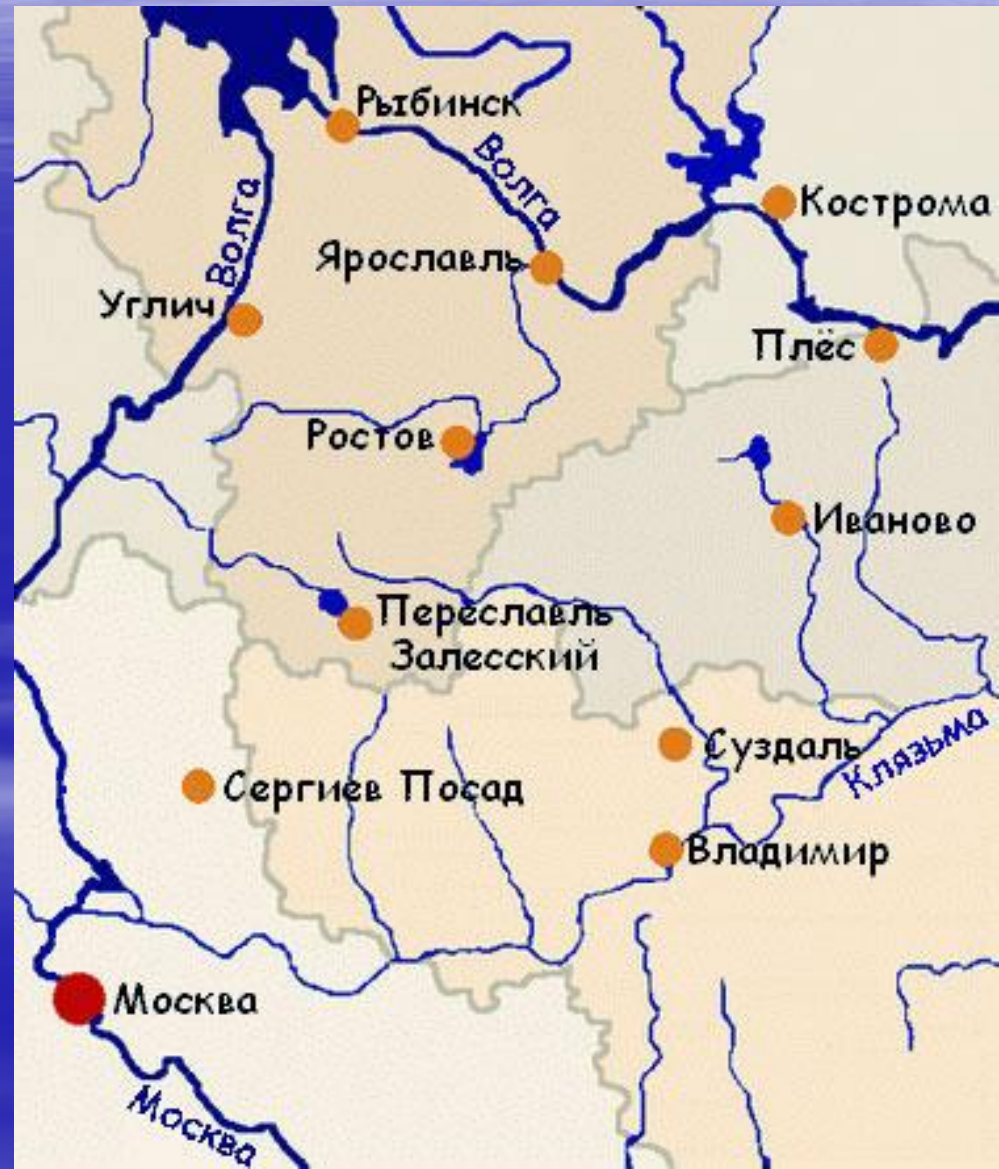 Рыбинск
Волга
Волга
Кострома
Ярославль
Углич
Плёс
Ростов
Иваново
Переславль
Залесский
Суздаль
Клязьма
Сергиев Посад
Владимир
Москва
Москва